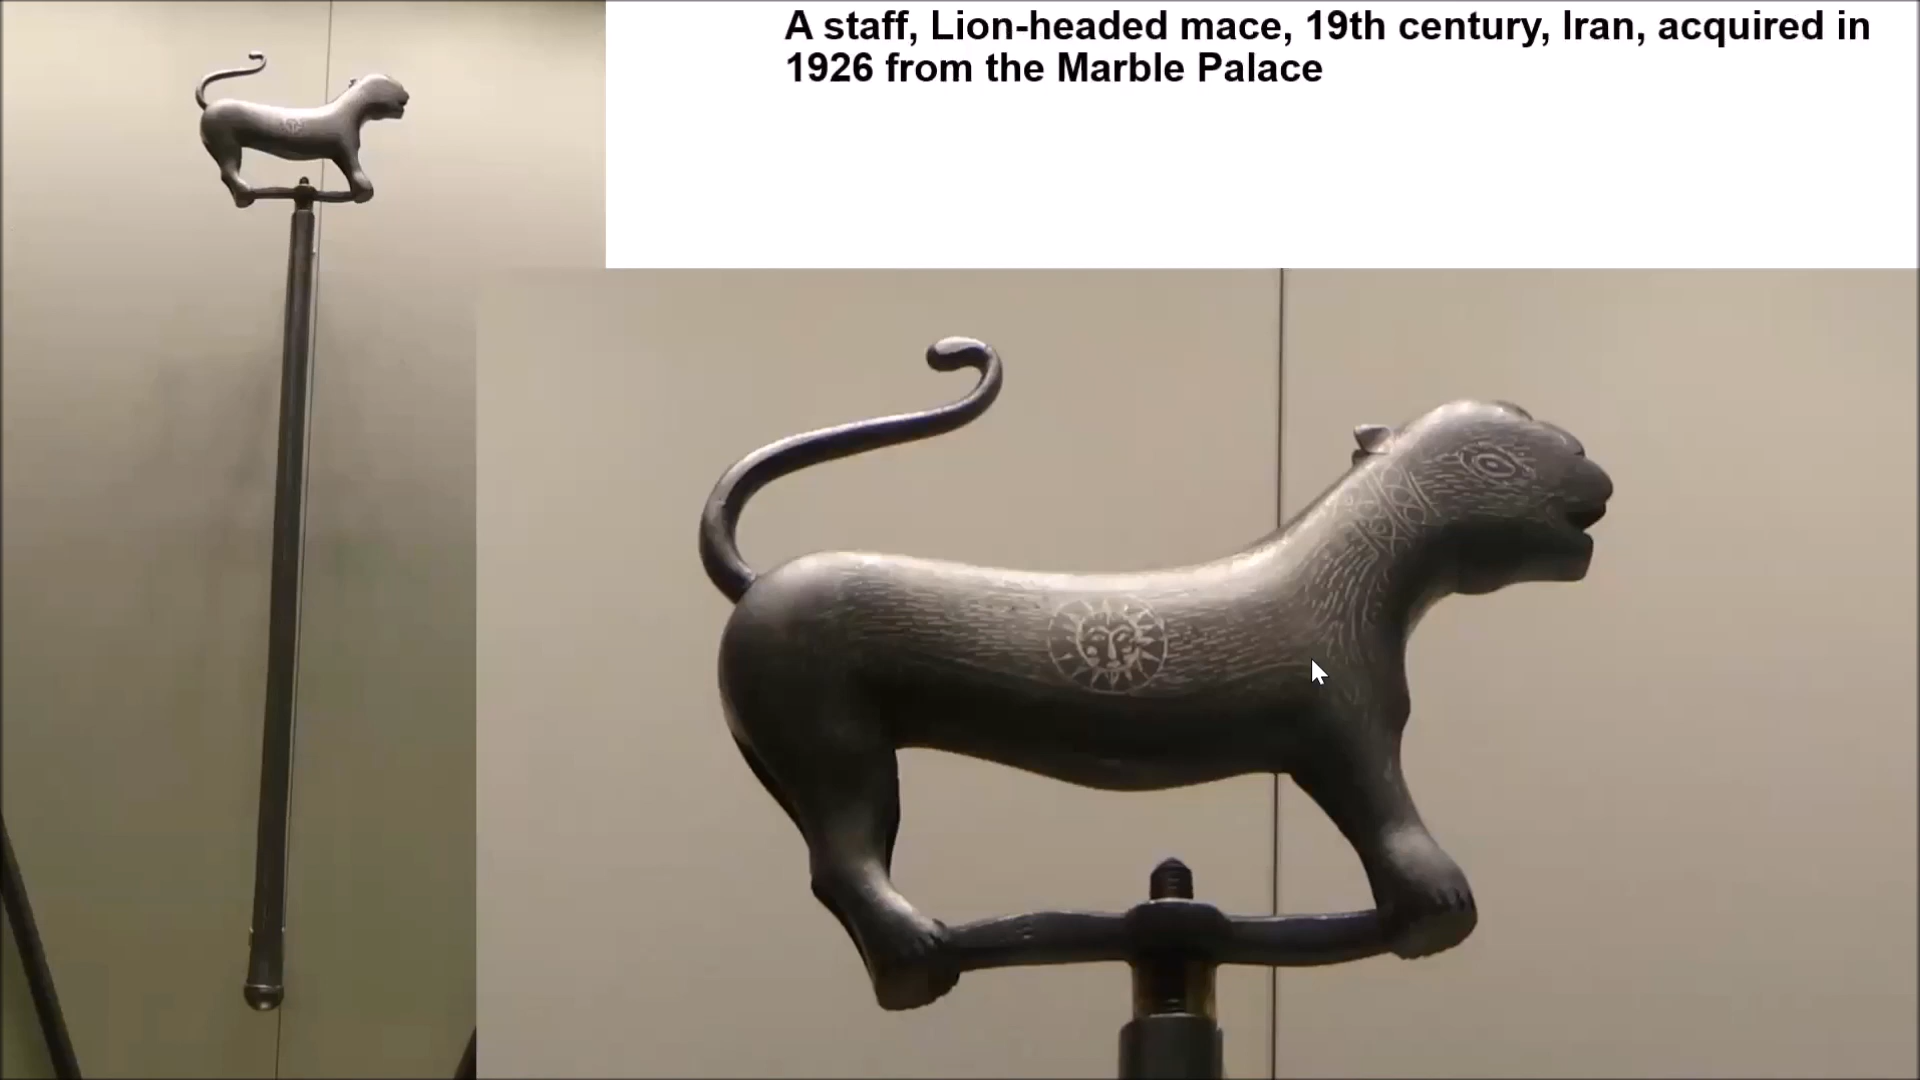 A staff, Lion-headed mace, 19th century, Iran, acquired in
1926 from the Marble Palace